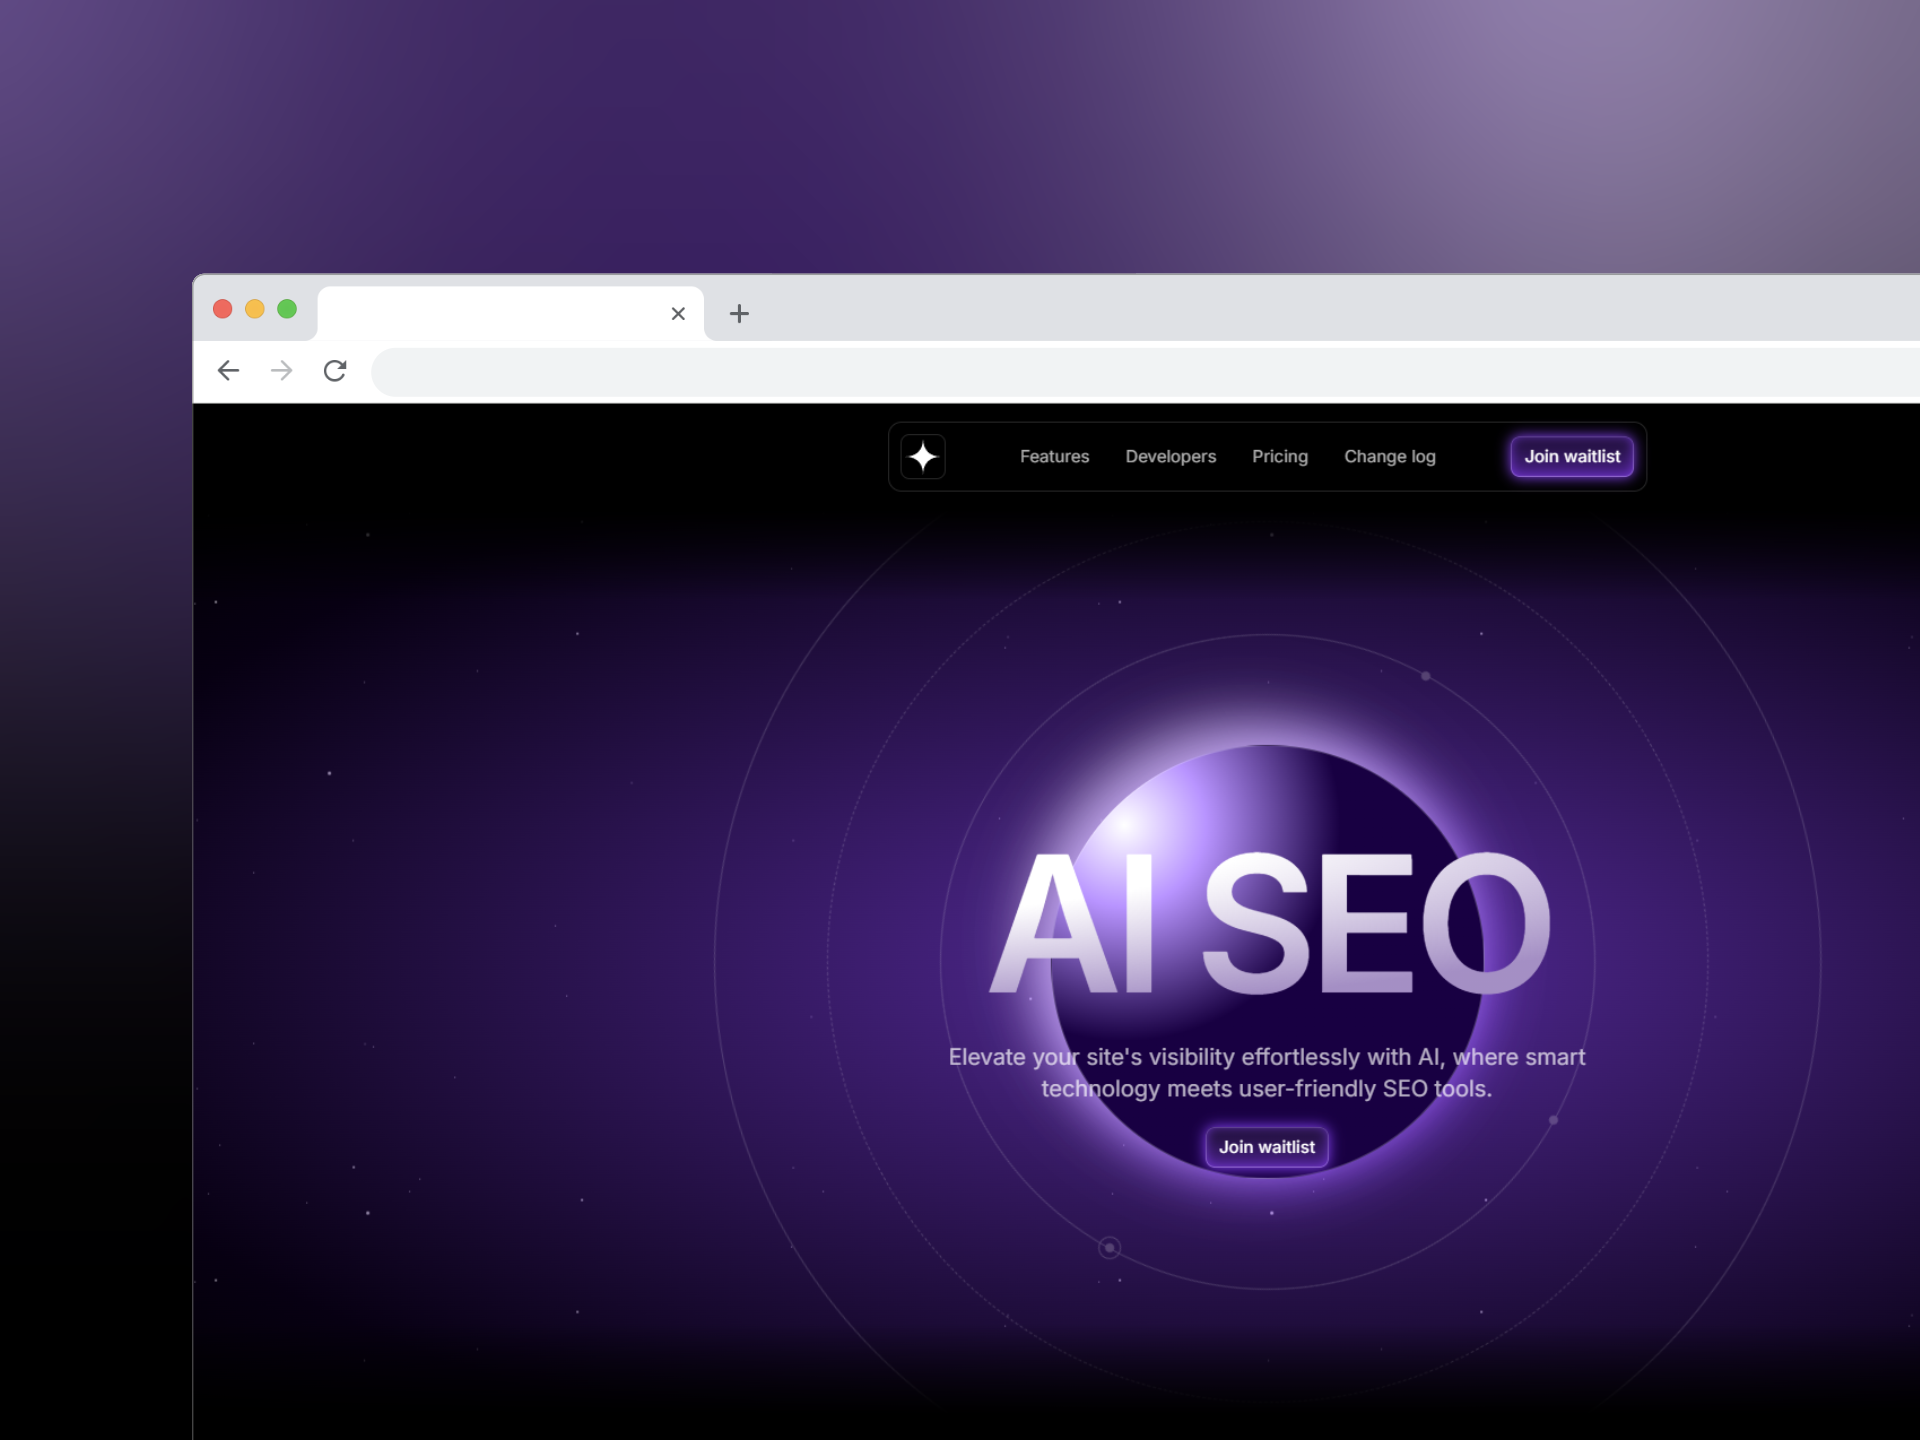 Features Developers Pricing Change log Join waitlist
AI SEO
Elevate your site's visibility effortlessly with AI, where smart
technology meets user-friendly SEO tools.
Join waitlist